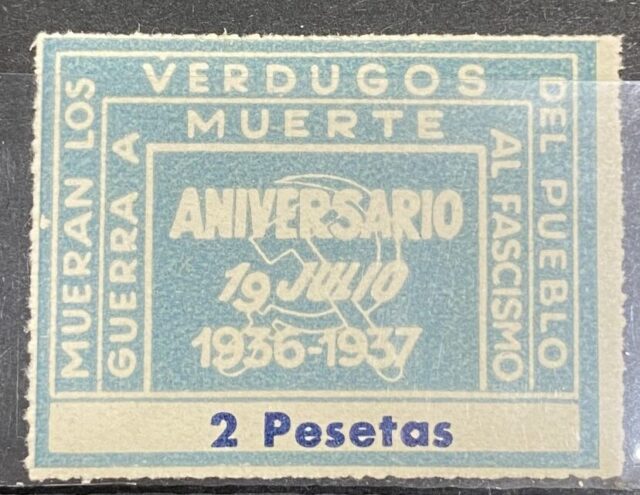 MUERAN LOS
VERDUGOS
DEL PUEBLO
GUERRA A
MUERTE
AL FASCISMO
ANIVERSARIO
19 JULIO
1936-1937
2 Pesetas